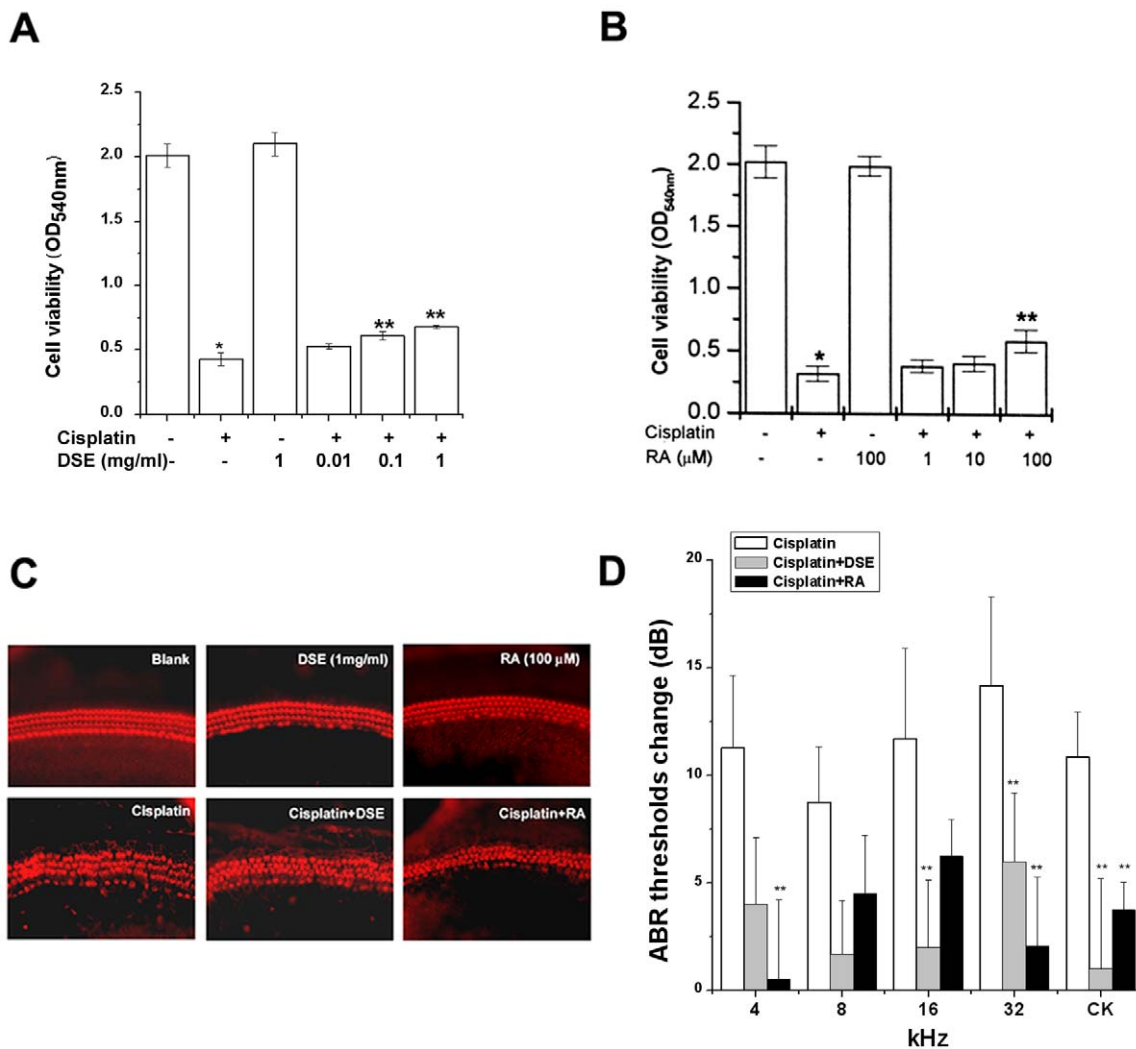 A
2.5
2.0
1.5
1.0
0.5
0.0
Cell viability (OD540nm)
*
**
**
Cisplatin - + - + + +
DSE (mg/ml)- - 1 0.01 0.1 1
B
2.5
2.0
1.5
1.0
0.5
0.0
Cell viability (OD540nm)
*
**
Cisplatin - + - + + +
RA (μM) - - 100 1 10 100
C
Blank
DSE (1mg/ml)
RA (100 μM)
Cisplatin
Cisplatin+DSE
Cisplatin+RA
D
Cisplatin
Cisplatin+DSE
Cisplatin+RA
20
15
10
5
0
ABR thresholds change (dB)
**
**
**
**
**
**
4 8 16 32 CK
kHz